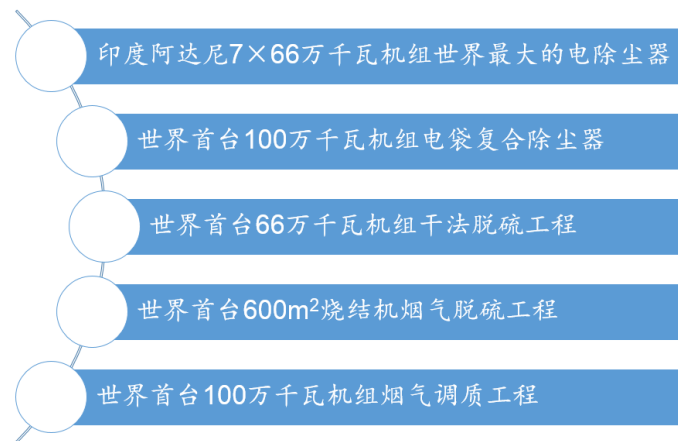 印度阿达尼7×66万千瓦机组世界最大的电除尘器
世界首台100万千瓦机组电袋复合除尘器
世界首台66万千瓦机组干法脱硫工程
世界首台600m²烧结机烟气脱硫工程
世界首台100万千瓦机组烟气调质工程